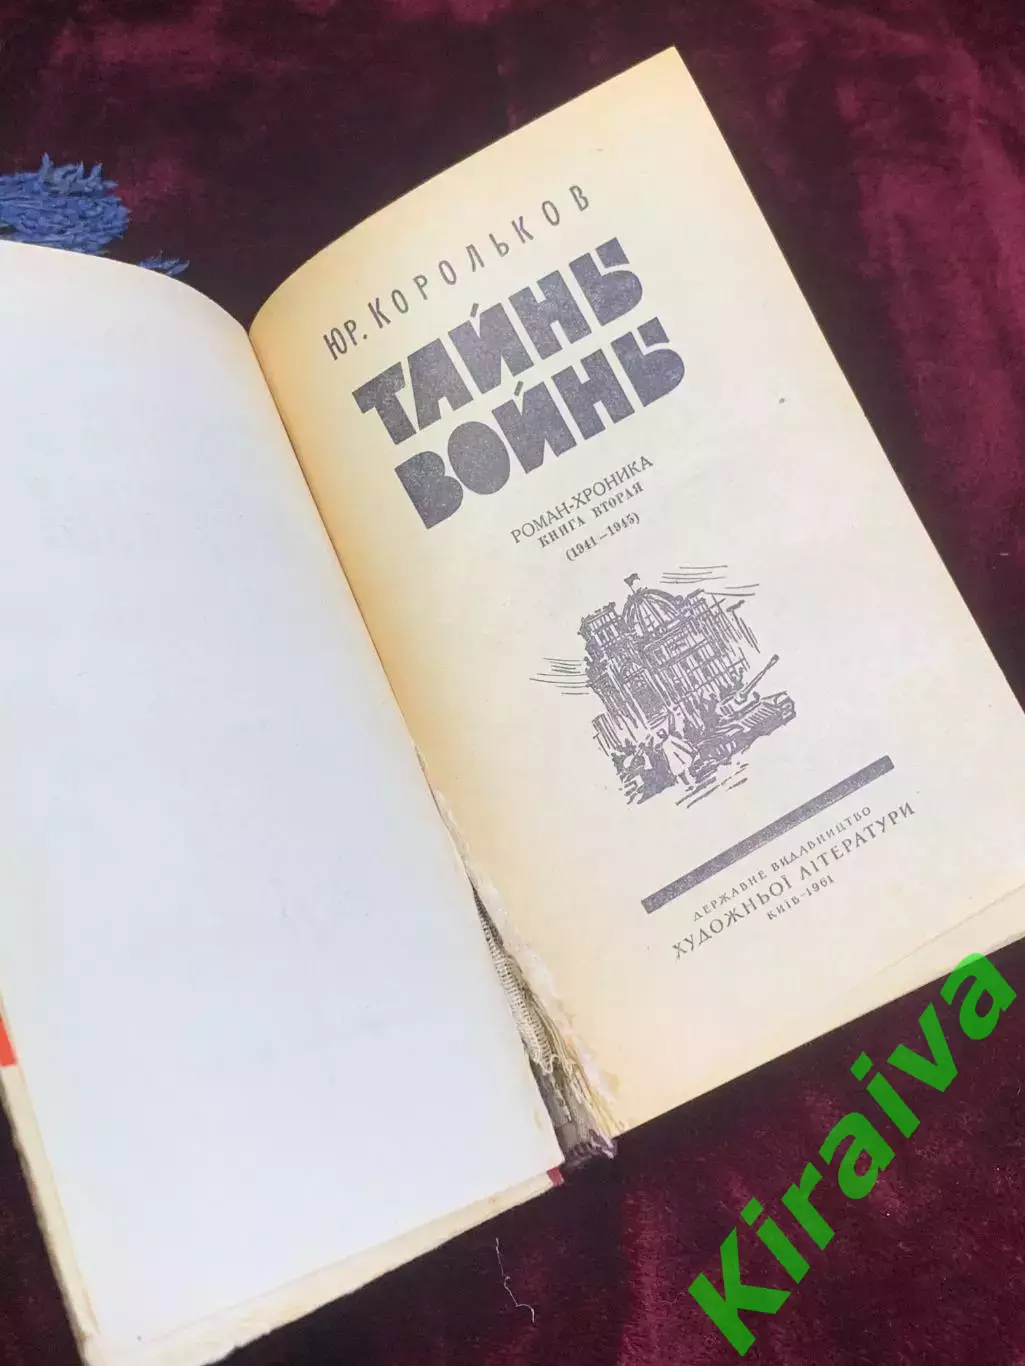 ЮР. КОРОЛЬКОВ
ТАЙНЫ
ВОЙНЫ
РОМАН-ХРОНИКА
КНИГА ВТОРАЯ
(1941—1945)
ДЕРЖАВНЕ ВИДАВНИЦТВО
ХУДОЖНЬОЇ ЛІТЕРАТУРИ
КИЇВ—1961
Kiraiva